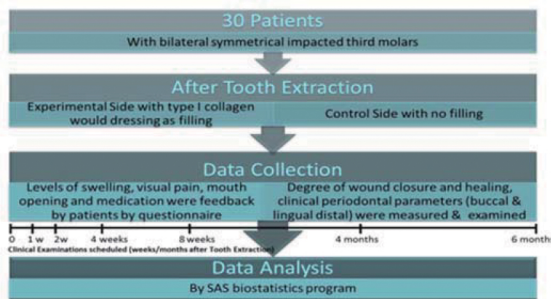 30 Patients
With bilateral symmetrical impacted third molars
After Tooth Extraction
Experimental Side with type I collagen
would dressing as filling
Control Side with no filling
Data Collection
Levels of swelling, visual pain, mouth
opening and medication were feedback
by patients by questionnaire
Degree of wound closure and healing,
clinical periodontal parameters (buccal &
lingual distal) were measured & examined
0 1 w 2w 4 weeks 8 weeks 4 months 6 months
Clinical Examinations scheduled (weeks/months after Tooth Extraction)
Data Analysis
By SAS biostatistics program